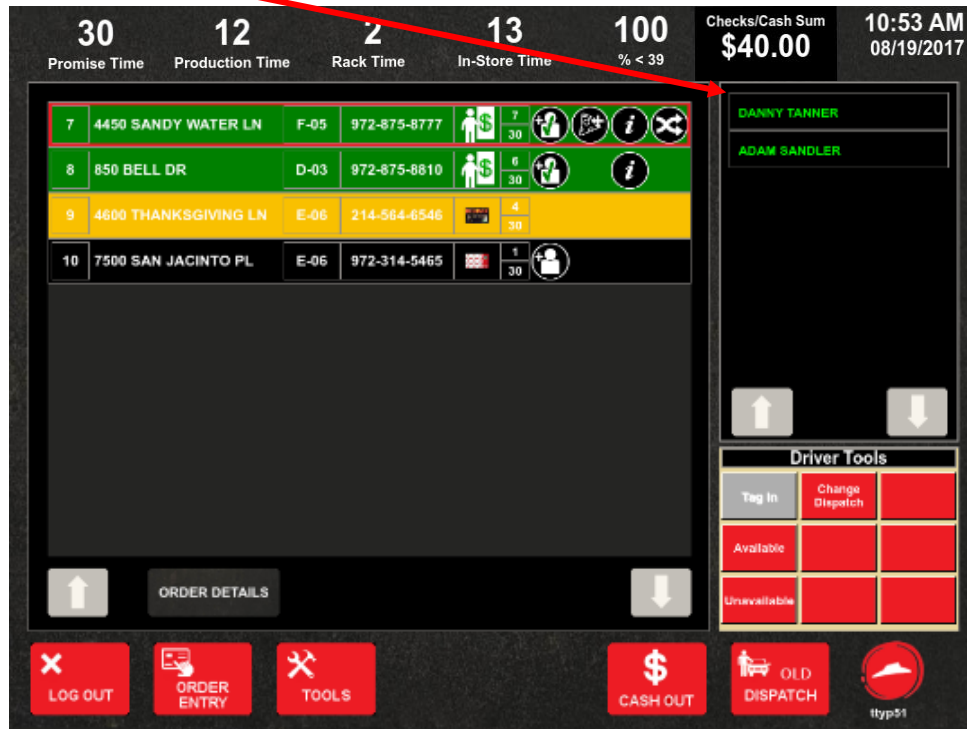 30 12 2 13 100 Checks/Cash Sum 10:53 AM
Promise Time Production Time Rack Time In-Store Time % < 39 $40.00 08/19/2017
7 4450 SANDY WATER LN F-05 972-875-8777 $ 7 30 i
8 850 BELL DR D-03 972-875-8810 $ 6 30 i
9 4600 THANKSGIVING LN E-06 214-564-6546 4 30
10 7500 SAN JACINTO PL E-06 972-314-5465 1 30
DANNY TANNER
ADAM SANDLER
Driver Tools
Tag In Change Dispatch
Available
Unavailable
ORDER DETAILS
LOG OUT
ORDER ENTRY
TOOLS
$ CASH OUT
OLD DISPATCH
ttyp51